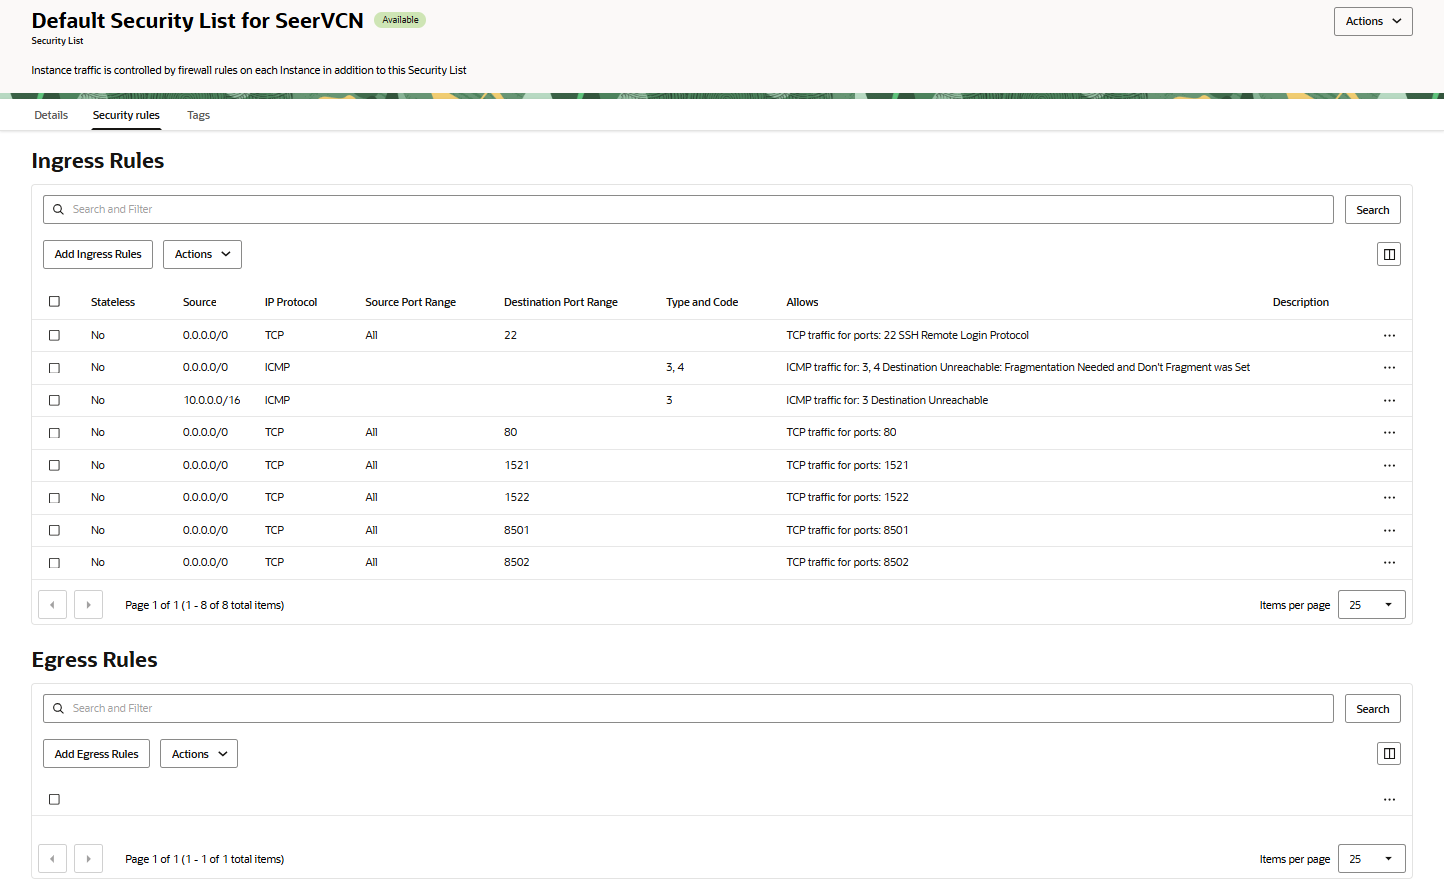 Default Security List for SeerVCN Available Actions
Security List
Instance traffic is controlled by firewall rules on each Instance in addition to this Security List
Details Security rules Tags
Ingress Rules
Search and Filter Search
Add Ingress Rules Actions
Stateless Source IP Protocol Source Port Range Destination Port Range Type and Code Allows Description
No 0.0.0.0/0 TCP All 22 TCP traffic for ports: 22 SSH Remote Login Protocol
No 0.0.0.0/0 ICMP 3, 4 ICMP traffic for: 3, 4 Destination Unreachable: Fragmentation Needed and Don't Fragment was Set
No 10.0.0.0/16 ICMP 3 ICMP traffic for: 3 Destination Unreachable
No 0.0.0.0/0 TCP All 80 TCP traffic for ports: 80
No 0.0.0.0/0 TCP All 1521 TCP traffic for ports: 1521
No 0.0.0.0/0 TCP All 1522 TCP traffic for ports: 1522
No 0.0.0.0/0 TCP All 8501 TCP traffic for ports: 8501
No 0.0.0.0/0 TCP All 8502 TCP traffic for ports: 8502
Page 1 of 1 (1 - 8 of 8 total items) Items per page 25
Egress Rules
Search and Filter Search
Add Egress Rules Actions
Page 1 of 1 (1 - 1 of 1 total items) Items per page 25